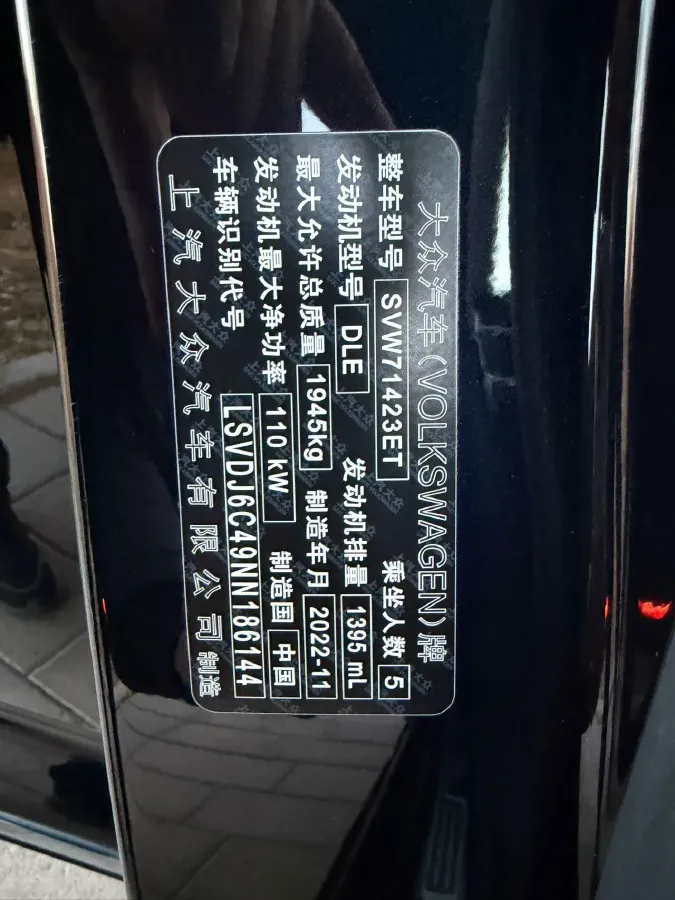 大众汽车(VOLKSWAGEN)牌
整车型号 SVW71423ET 乘坐人数 5
发动机型号 DLE 发动机排量 1395 mL
最大允许总质量 1945kg 制造年月 2022-11
发动机最大净功率 110 kW 制造国 中国
车辆识别代号 LSVDJ6C49NN186144
上汽大众汽车有限公司制造